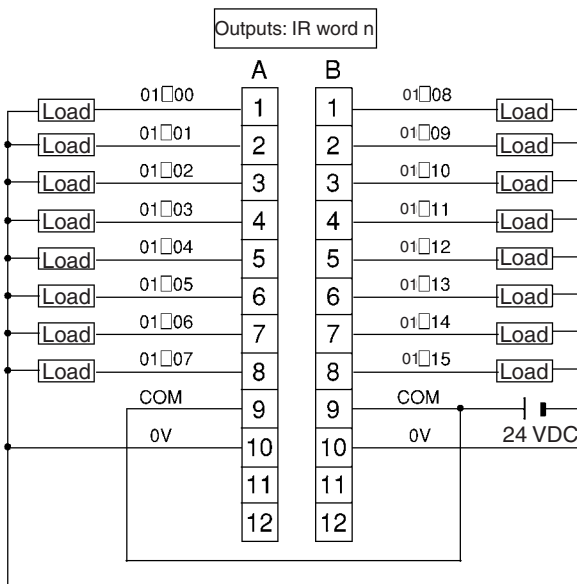 Outputs: IR word n
A B
01□00 1 1 01□08
Load Load
01□01 2 2 01□09
Load Load
01□02 3 3 01□10
Load Load
01□03 4 4 01□11
Load Load
01□04 5 5 01□12
Load Load
01□05 6 6 01□13
Load Load
01□06 7 7 01□14
Load Load
01□07 8 8 01□15
Load Load
COM 9 9 COM
0V 10 10 0V 24 VDC
11 11
12 12